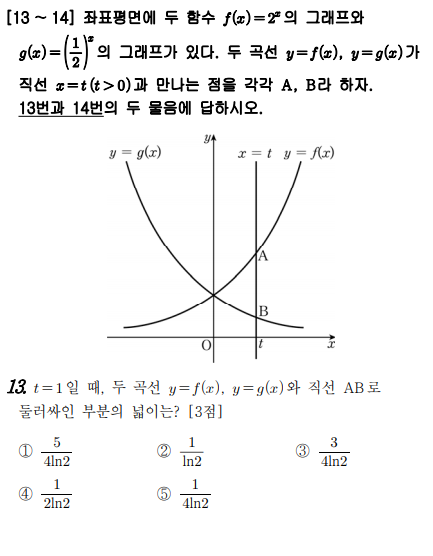 [13 ~ 14] 좌표평면에 두 함수 f(x)=2^x의 그래프와
g(x)=(1/2)^x의 그래프가 있다. 두 곡선 y=f(x), y=g(x)가
직선 x=t(t>0)과 만나는 점을 각각 A, B라 하자.
13번과 14번의 두 물음에 답하시오.
y
y = g(x) x = t y = f(x)
A
B
O t x
13. t=1일 때, 두 곡선 y=f(x), y=g(x)와 직선 AB로
둘러싸인 부분의 넓이는? [3점]
① 5/(4ln2) ② 1/ln2 ③ 3/(4ln2)
④ 1/(2ln2) ⑤ 1/(4ln2)